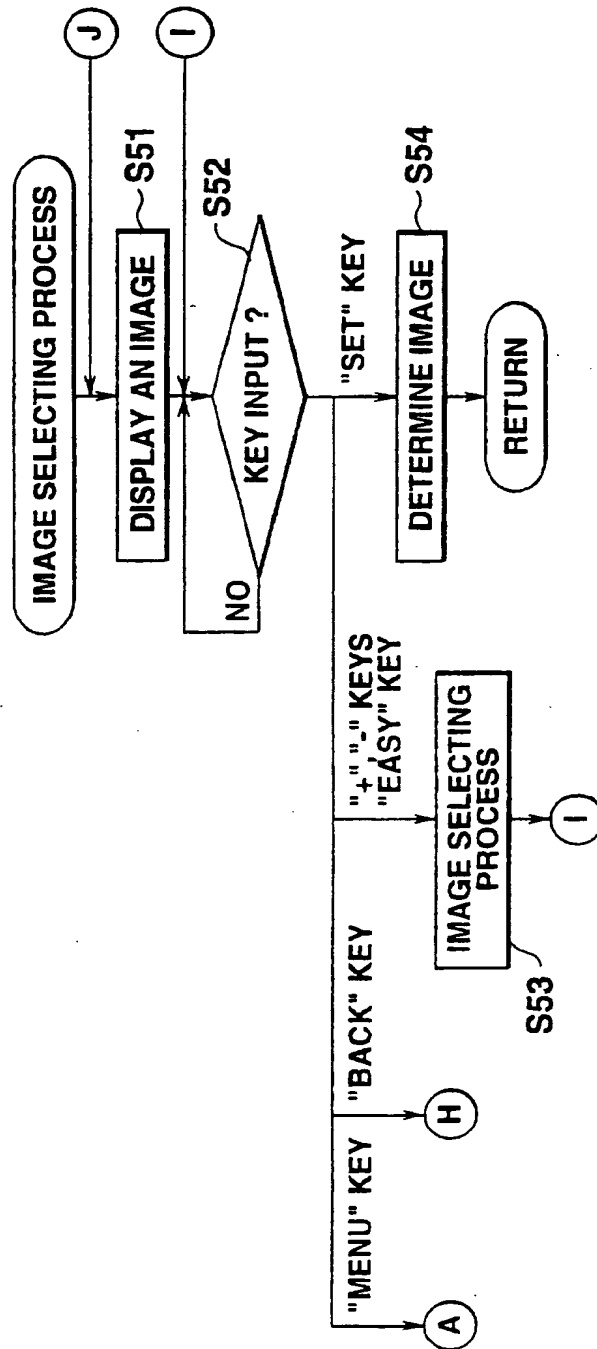 IMAGE SELECTING PROCESS
J
DISPLAY AN IMAGE
S51
I
S52
KEY INPUT ?
NO
"MENU" KEY
"BACK" KEY
"+" "-" KEYS
"EASY" KEY
"SET" KEY
A
H
IMAGE SELECTING
PROCESS
S53
I
DETERMINE IMAGE
S54
RETURN